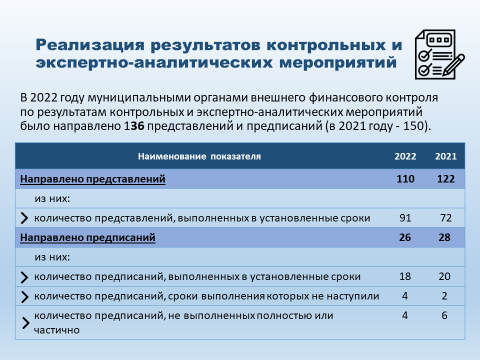 Реализация результатов контрольных и
экспертно-аналитических мероприятий
В 2022 году муниципальными органами внешнего финансового контроля
по результатам контрольных и экспертно-аналитических мероприятий
было направлено 136 представлений и предписаний (в 2021 году - 150).
Наименование показателя 2022 2021
Направлено представлений 110 122
из них:
количество представлений, выполненных в установленные сроки 91 72
Направлено предписаний 26 28
из них:
количество предписаний, выполненных в установленные сроки 18 20
количество предписаний, сроки выполнения которых не наступили 4 2
количество предписаний, не выполненных полностью или 4 6
частично